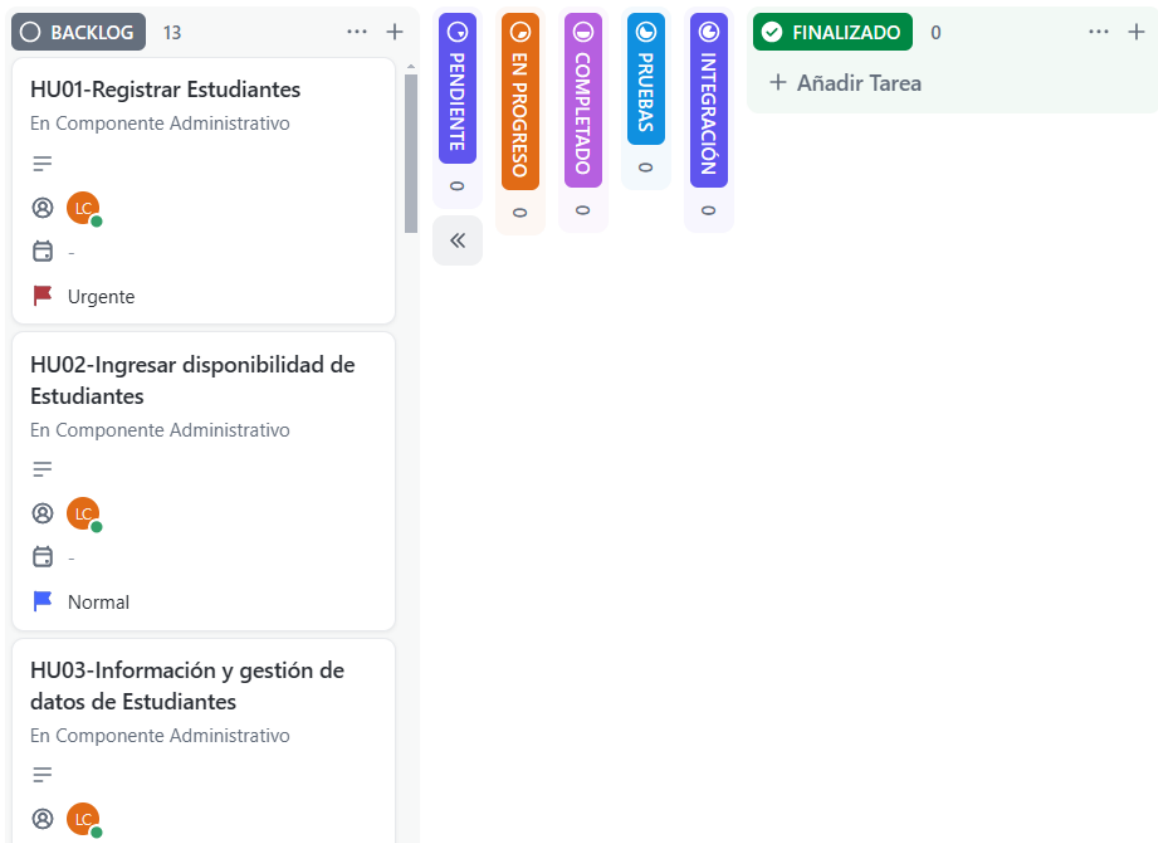 BACKLOG 13
HU01-Registrar Estudiantes
En Componente Administrativo
LC
-
Urgente
HU02-Ingresar disponibilidad de
Estudiantes
En Componente Administrativo
LC
-
Normal
HU03-Información y gestión de
datos de Estudiantes
En Componente Administrativo
LC
PENDIENTE 0
EN PROGRESO 0
COMPLETADO 0
PRUEBAS 0
INTEGRACIÓN 0
FINALIZADO 0
+ Añadir Tarea